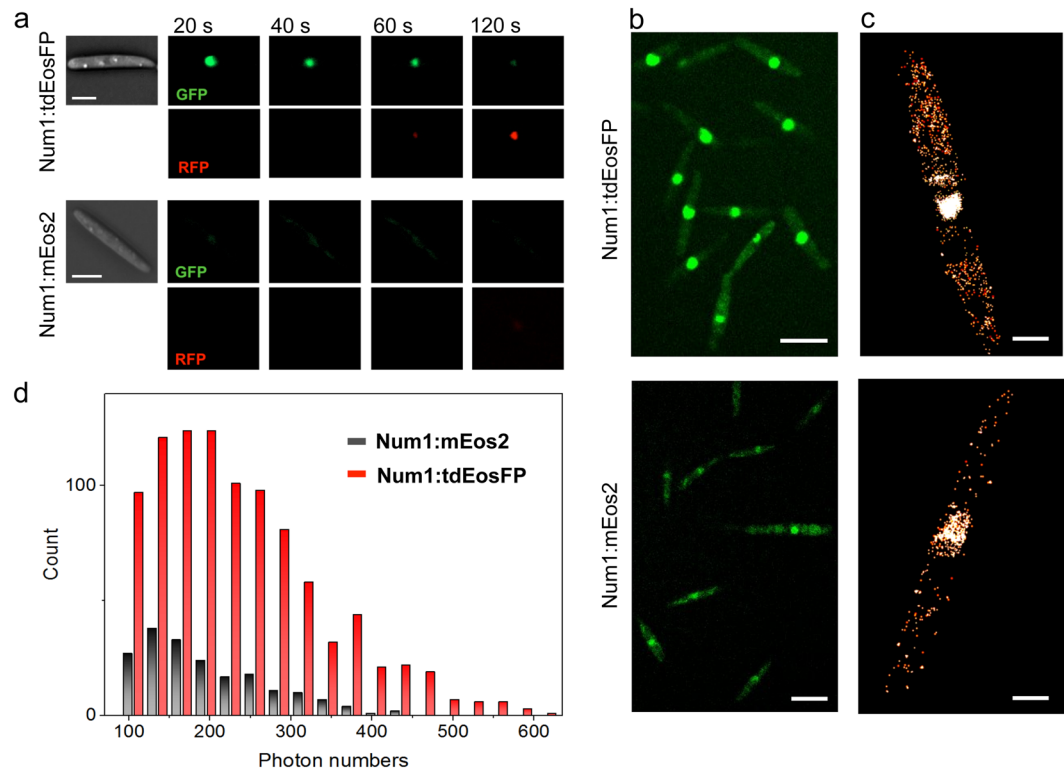 a
20 s 40 s 60 s 120 s
Num1:tdEosFP
GFP
RFP
Num1:mEos2
GFP
RFP
b
c
Num1:tdEosFP
Num1:mEos2
d
Num1:mEos2
Num1:tdEosFP
Count
100
0
100 200 300 400 500 600
Photon numbers